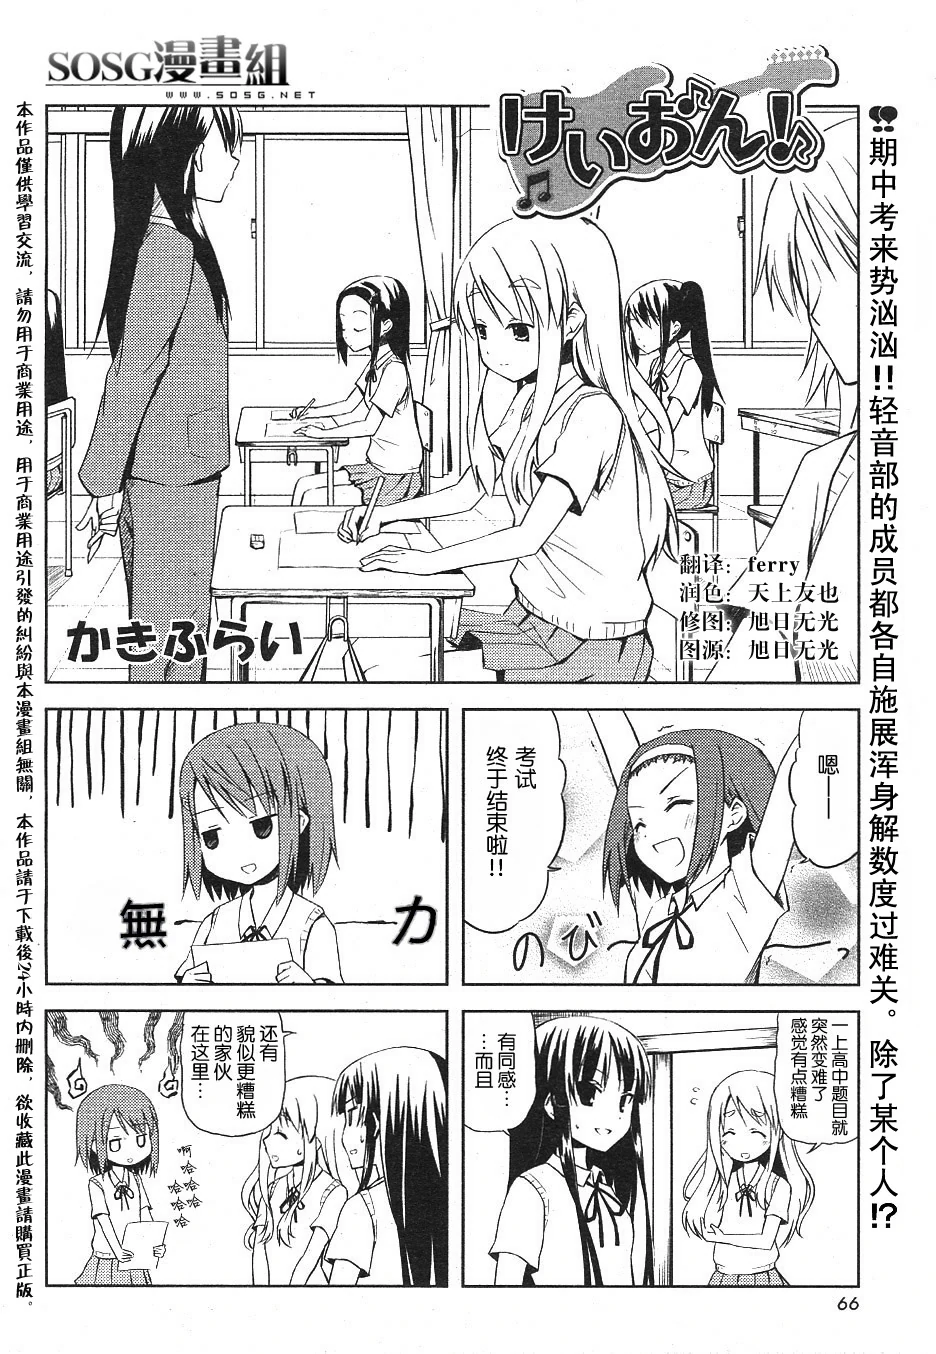 SOSG漫畫組
WWW.SOSG.NET
けいおん!
期中考来势汹汹!!轻音部的成员都各自施展浑身解数度过难关。除了某个人!?
翻译：ferry
润色：天上友也
修图：旭日无光
图源：旭日无光
かきふらい
嗯——
考试
终于结束啦!!
のび〜っ
無
力
一上高中题目就
突然变难了
感觉有点糟糕
有同感…
…而且
还有
貌似更糟糕
的家伙
在这里…
啊
哈哈
哈哈
哈哈
哈
66
本作品僅供學習交流，請勿用于商業用途，用于商業用途引發的糾紛與本漫畫組無關，本作品請于下載後24小時内删除，欲收藏此漫畫請購買正版。